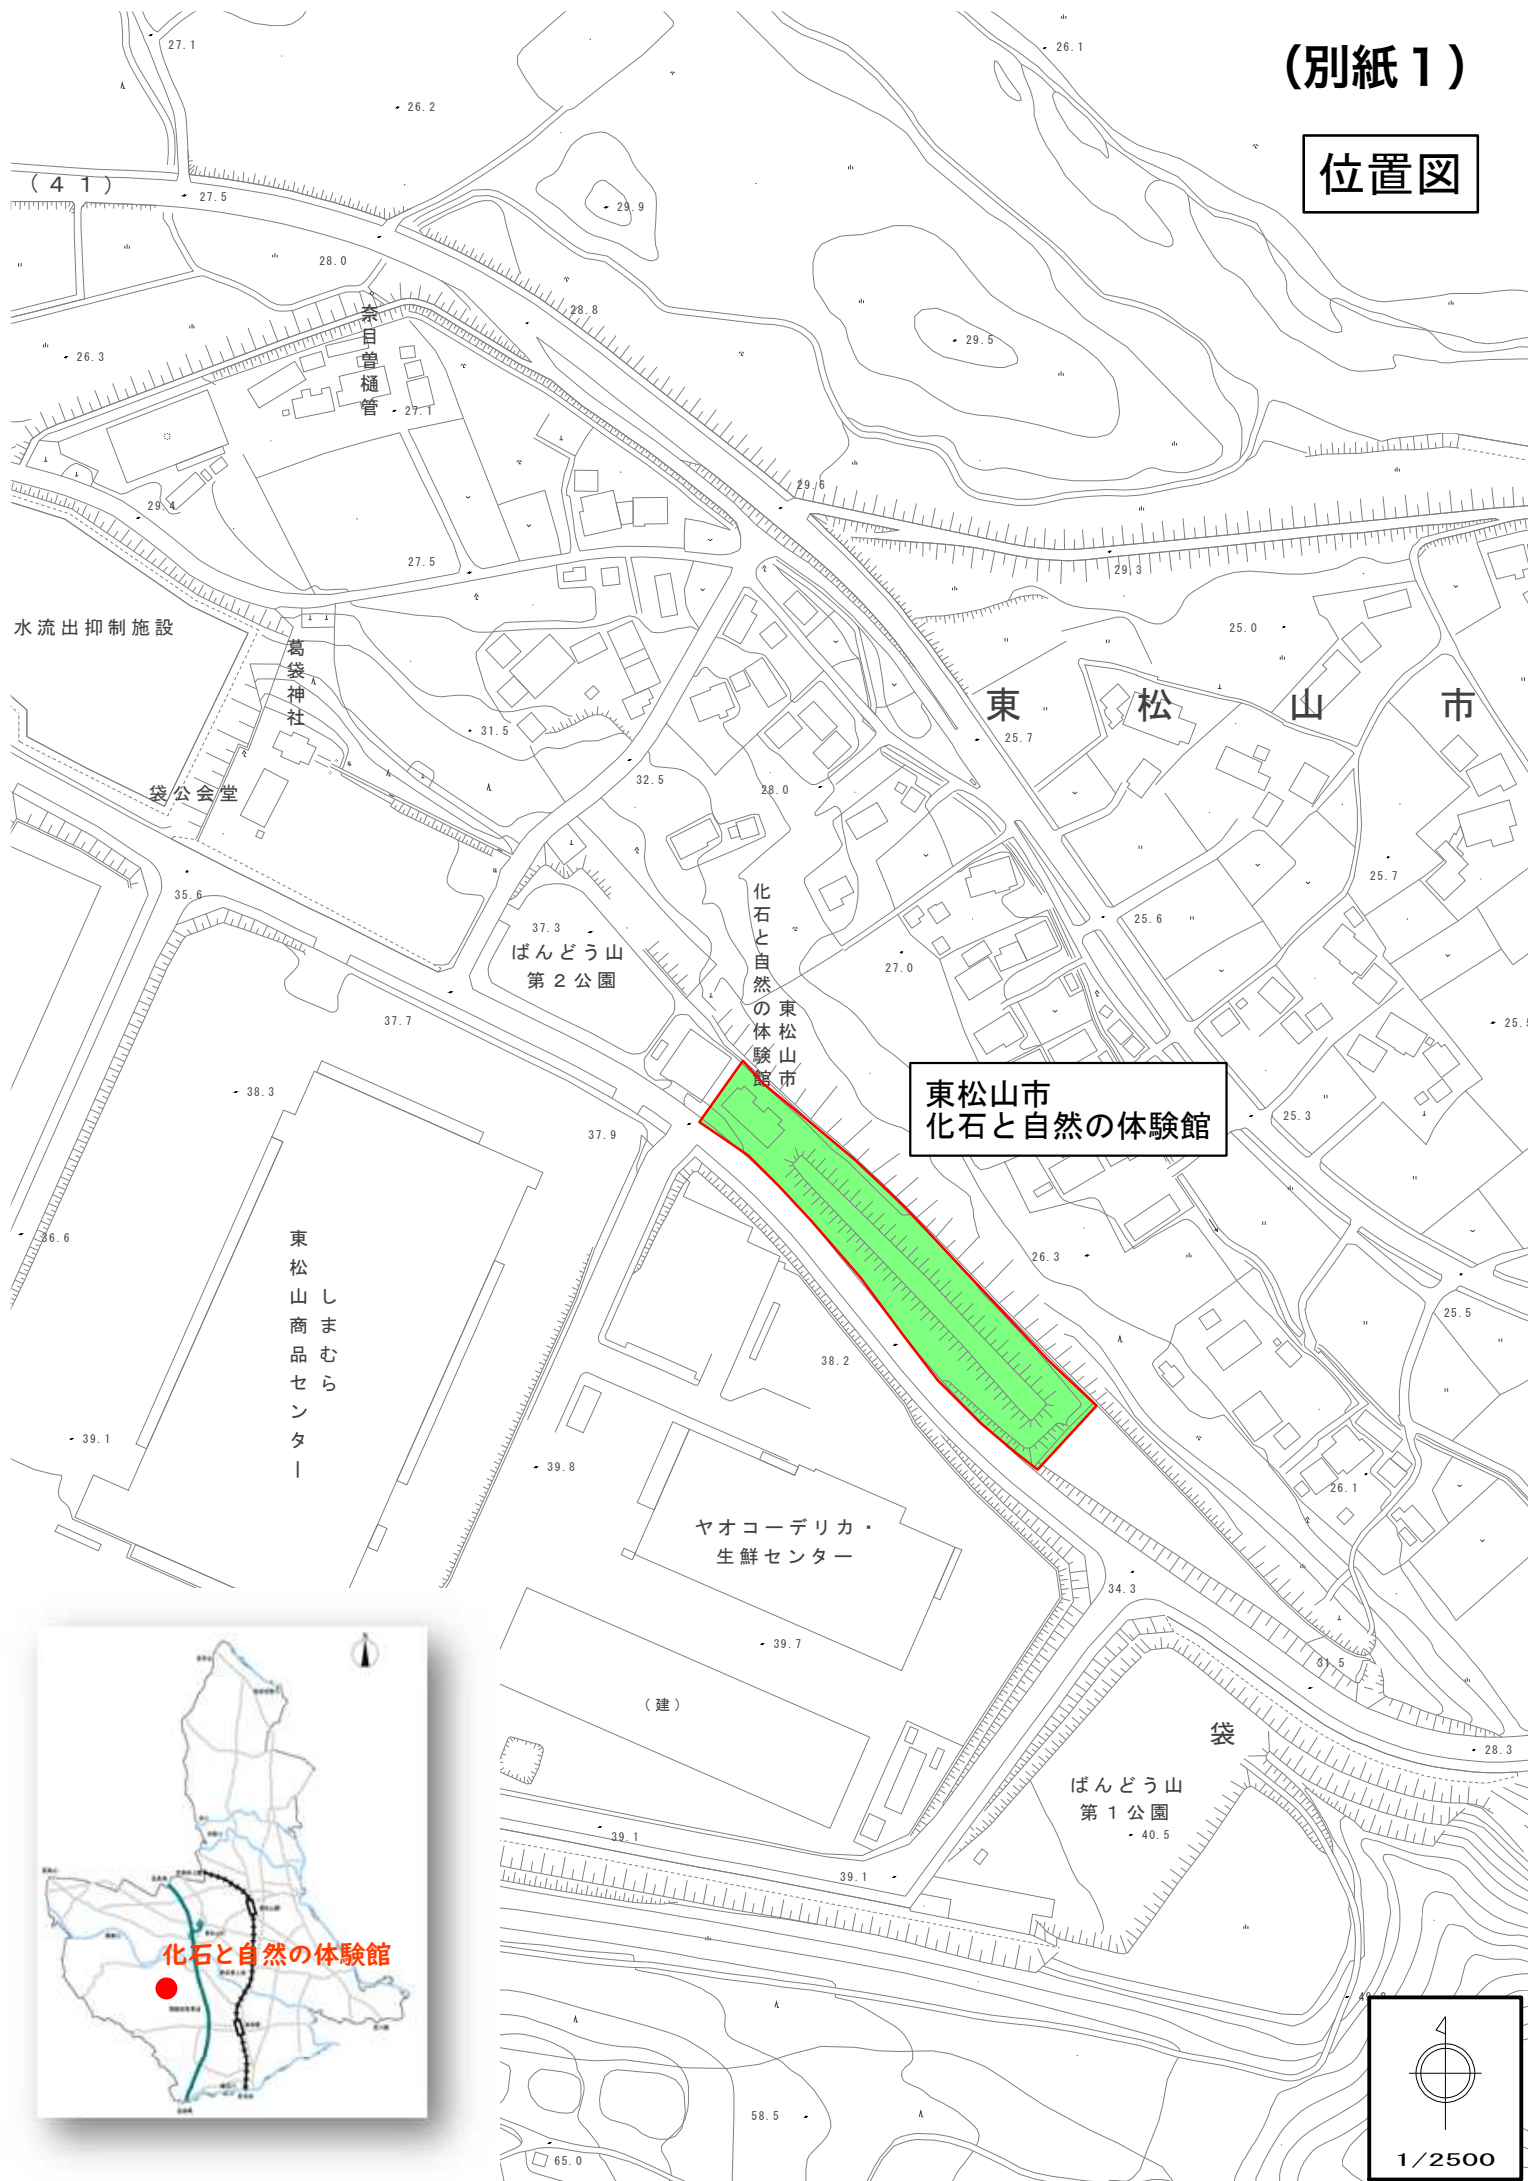 (別紙１)
位置図
27.1
26.1
26.2
(４１)
27.5
29.9
28.0
28.8
29.5
26.3
奈目曽樋管
27.1
29.4
29.6
27.5
29.3
水流出抑制施設
葛袋神社
25.0
東松山市
31.5
25.7
32.5
28.0
袋公会堂
35.6
25.7
25.6
37.3
ばんどう山
第２公園
化石と自然の体験館
東松山市
27.0
37.7
25.5
38.3
東松山市
化石と自然の体験館
25.3
37.9
36.6
26.3
しまむら
東松山商品センター
25.5
38.2
39.1
39.8
26.1
ヤオコーデリカ・
生鮮センター
34.3
39.7
31.5
(建)
袋
28.3
ばんどう山
第１公園
40.5
39.1
39.1
化石と自然の体験館
58.5
65.0
1/2500